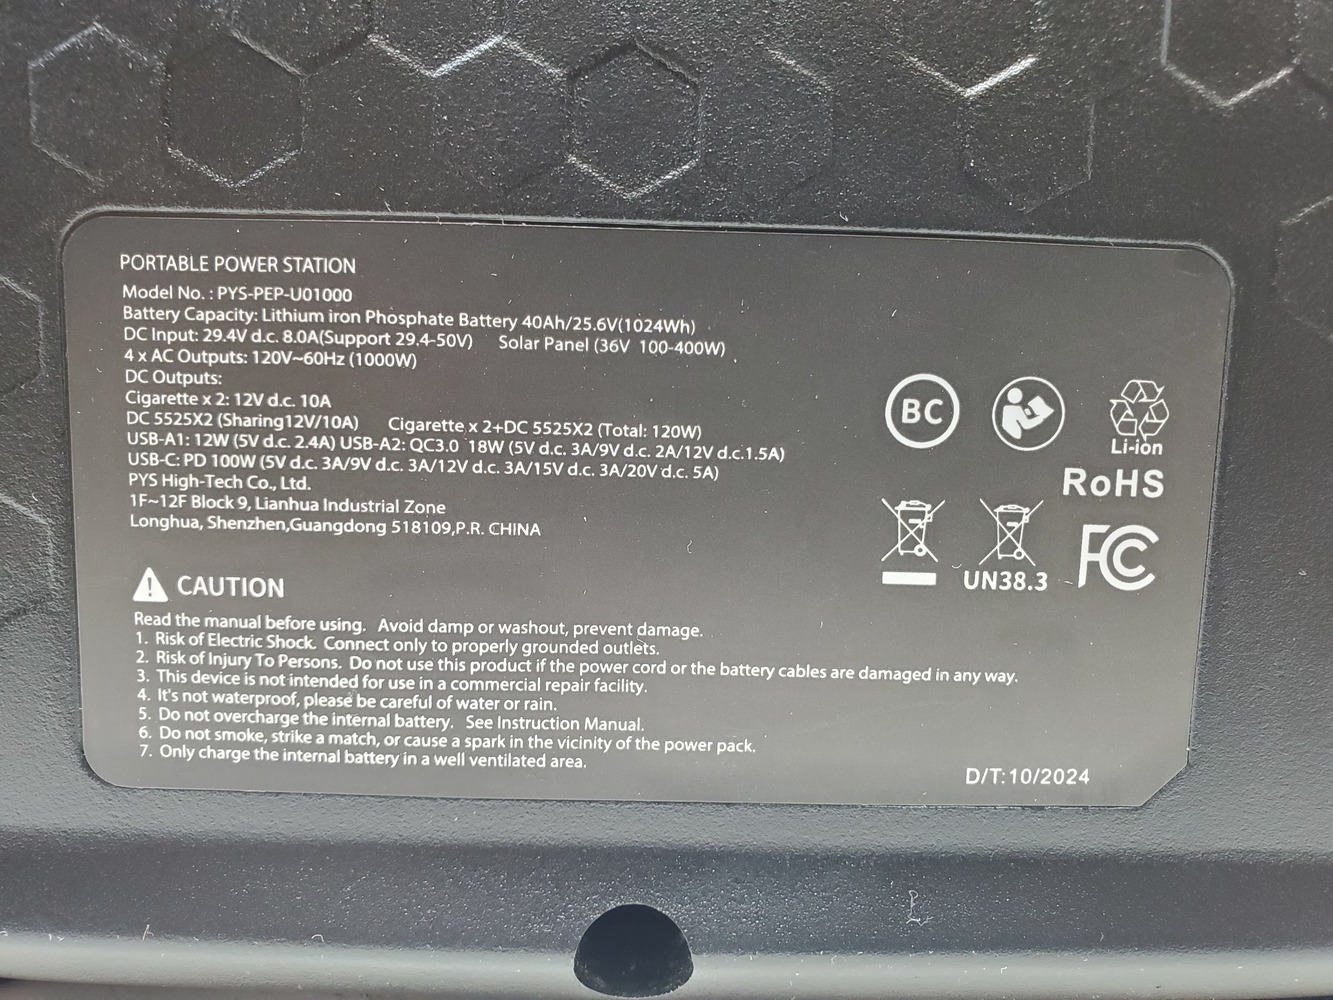 PORTABLE POWER STATION
Model No. : PYS-PEP-U01000
Battery Capacity: Lithium iron Phosphate Battery 40Ah/25.6V(1024Wh)
DC Input: 29.4V d.c. 8.0A(Support 29.4-50V) Solar Panel (36V 100-400W)
4 x AC Outputs: 120V~60Hz (1000W)
DC Outputs:
Cigarette x 2: 12V d.c. 10A
DC 5525X2 (Sharing12V/10A) Cigarette x 2+DC 5525X2 (Total: 120W)
USB-A1: 12W (5V d.c. 2.4A) USB-A2: QC3.0 18W (5V d.c. 3A/9V d.c. 2A/12V d.c.1.5A)
USB-C: PD 100W (5V d.c. 3A/9V d.c. 3A/12V d.c. 3A/15V d.c. 3A/20V d.c. 5A)
PYS High-Tech Co., Ltd.
1F~12F Block 9, Lianhua Industrial Zone
Longhua, Shenzhen,Guangdong 518109,P.R. CHINA
BC
Li-ion
RoHS
UN38.3
FC
CAUTION
Read the manual before using. Avoid damp or washout, prevent damage.
1. Risk of Electric Shock. Connect only to properly grounded outlets.
2. Risk of Injury To Persons. Do not use this product if the power cord or the battery cables are damaged in any way.
3. This device is not intended for use in a commercial repair facility.
4. It's not waterproof, please be careful of water or rain.
5. Do not overcharge the internal battery. See Instruction Manual.
6. Do not smoke, strike a match, or cause a spark in the vicinity of the power pack.
7. Only charge the internal battery in a well ventilated area.
D/T:10/2024